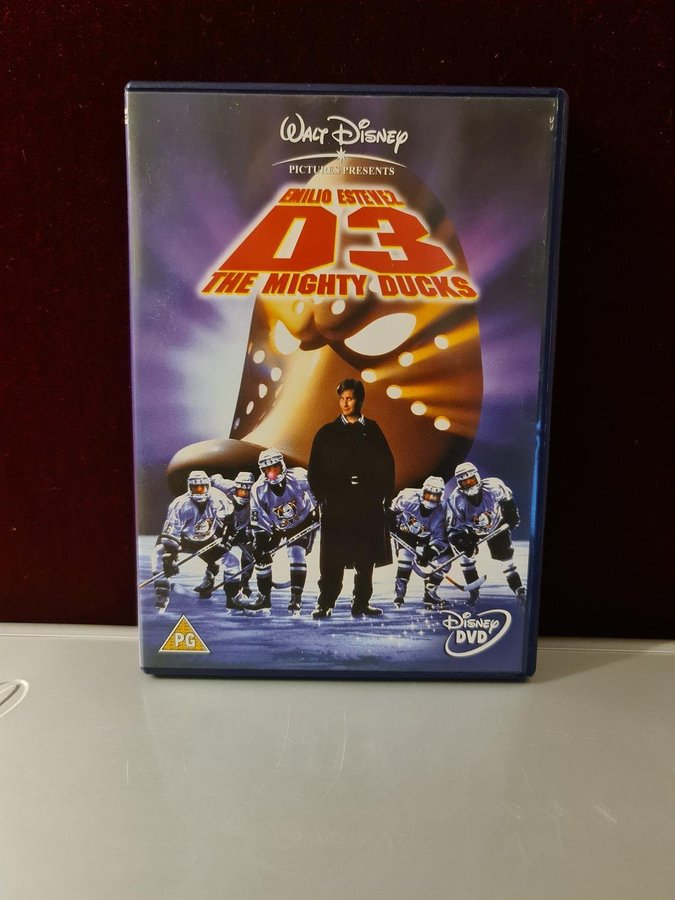 WALT DISNEY
PICTURES PRESENTS
EMILIO ESTEVEZ
D3
THE MIGHTY DUCKS
PG
DISNEY
DVD